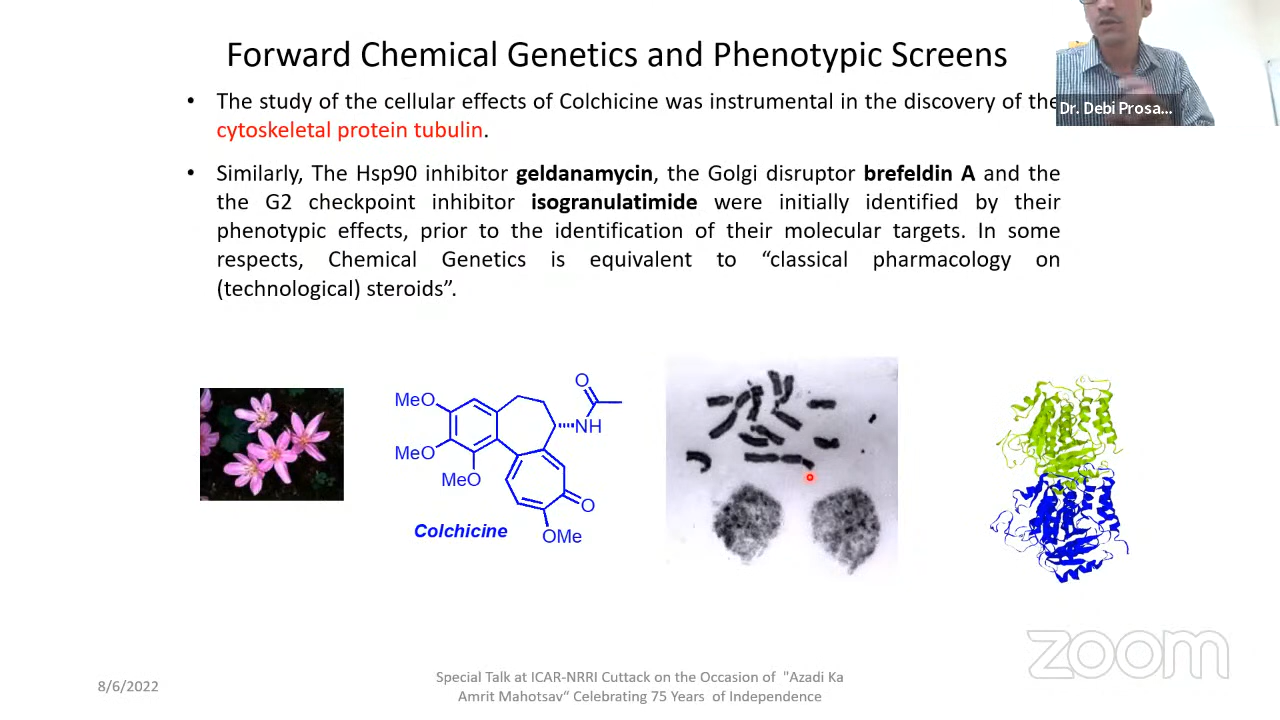 Forward Chemical Genetics and Phenotypic Screens
• The study of the cellular effects of Colchicine was instrumental in the discovery of the
cytoskeletal protein tubulin.
• Similarly, The Hsp90 inhibitor geldanamycin, the Golgi disruptor brefeldin A and the
the G2 checkpoint inhibitor isogranulatimide were initially identified by their
phenotypic effects, prior to the identification of their molecular targets. In some
respects, Chemical Genetics is equivalent to “classical pharmacology on
(technological) steroids”.
Dr. Debi Prosa...
O
MeO
NH
MeO
MeO
O
Colchicine
OMe
zoom
8/6/2022
Special Talk at ICAR-NRRI Cuttack on the Occasion of "Azadi Ka
Amrit Mahotsav“ Celebrating 75 Years of Independence